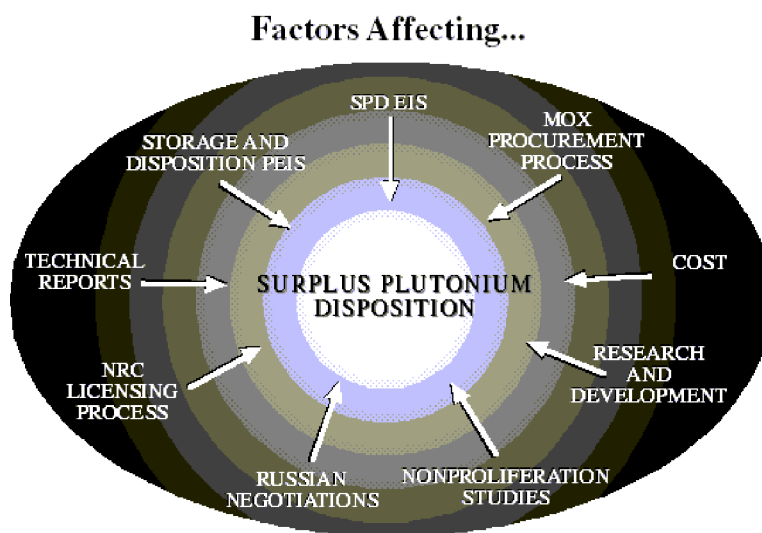 Factors Affecting...
SPD EIS
MOX
PROCUREMENT
PROCESS
STORAGE AND
DISPOSITION PEIS
TECHNICAL
REPORTS
COST
SURPLUS PLUTONIUM
DISPOSITION
NRC
LICENSING
PROCESS
RESEARCH
AND
DEVELOPMENT
RUSSIAN
NEGOTIATIONS
NONPROLIFERATION
STUDIES